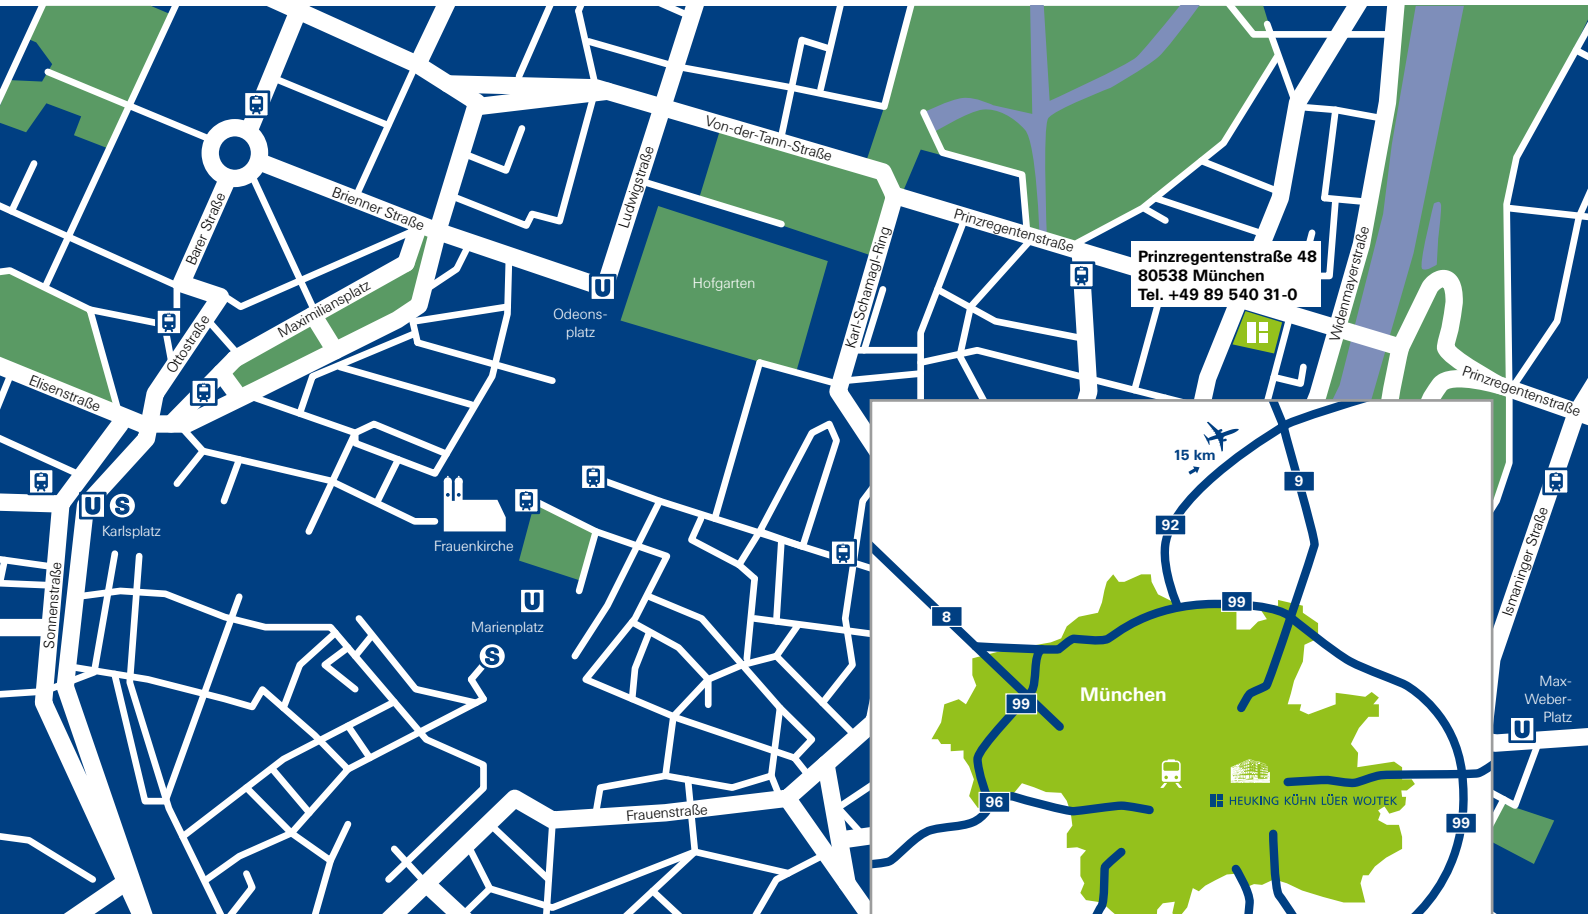 Von-der-Tann-Straße
Ludwigstraße
Brienner Straße
Barer Straße
Prinzregentenstraße
Karl-Scharnagl-Ring
Prinzregentenstraße 48
80538 München
Tel. +49 89 540 31-0
Widenmayerstraße
Hofgarten
U
Odeons-
platz
Maximiliansplatz
Ottostraße
Elisenstraße
Prinzregentenstraße
U S
Karlsplatz
Frauenkirche
Sonnenstraße
U
Marienplatz
S
Frauenstraße
Ismaninger Straße
Max-
Weber-
Platz
U
15 km
9
92
99
8
München
99
96
HEUKING KÜHN LÜER WOJTEK
99